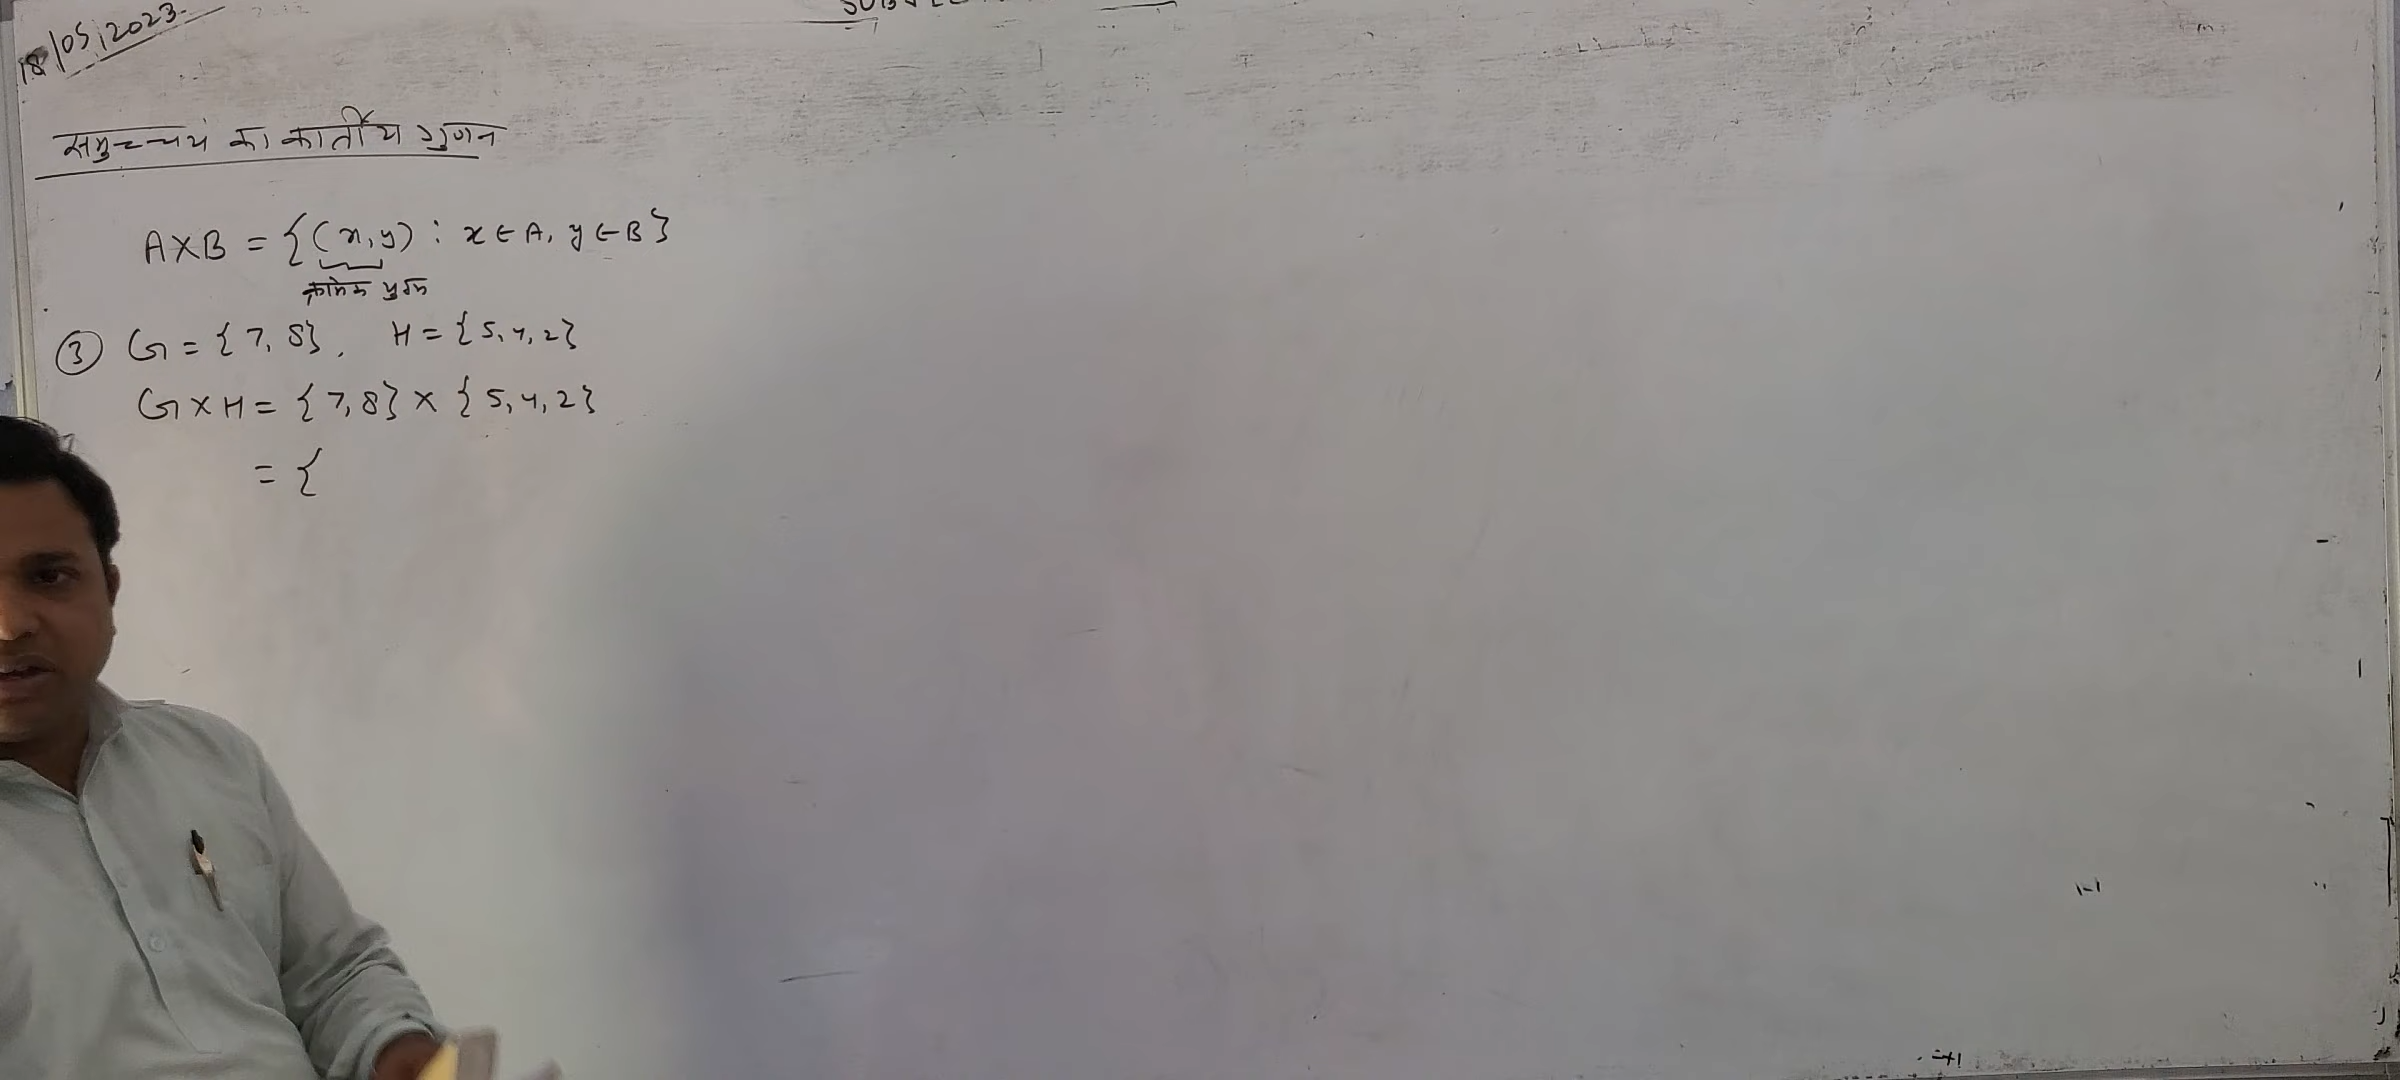 18/05/2023
समुच्चयं का कार्तीय गुणन
A×B = {(x,y) : x∈A, y∈B}
क्रमिक युग्म
③ G = {7, 8}, H = {5, 4, 2}
G×H = {7,8} × {5,4,2}
= {